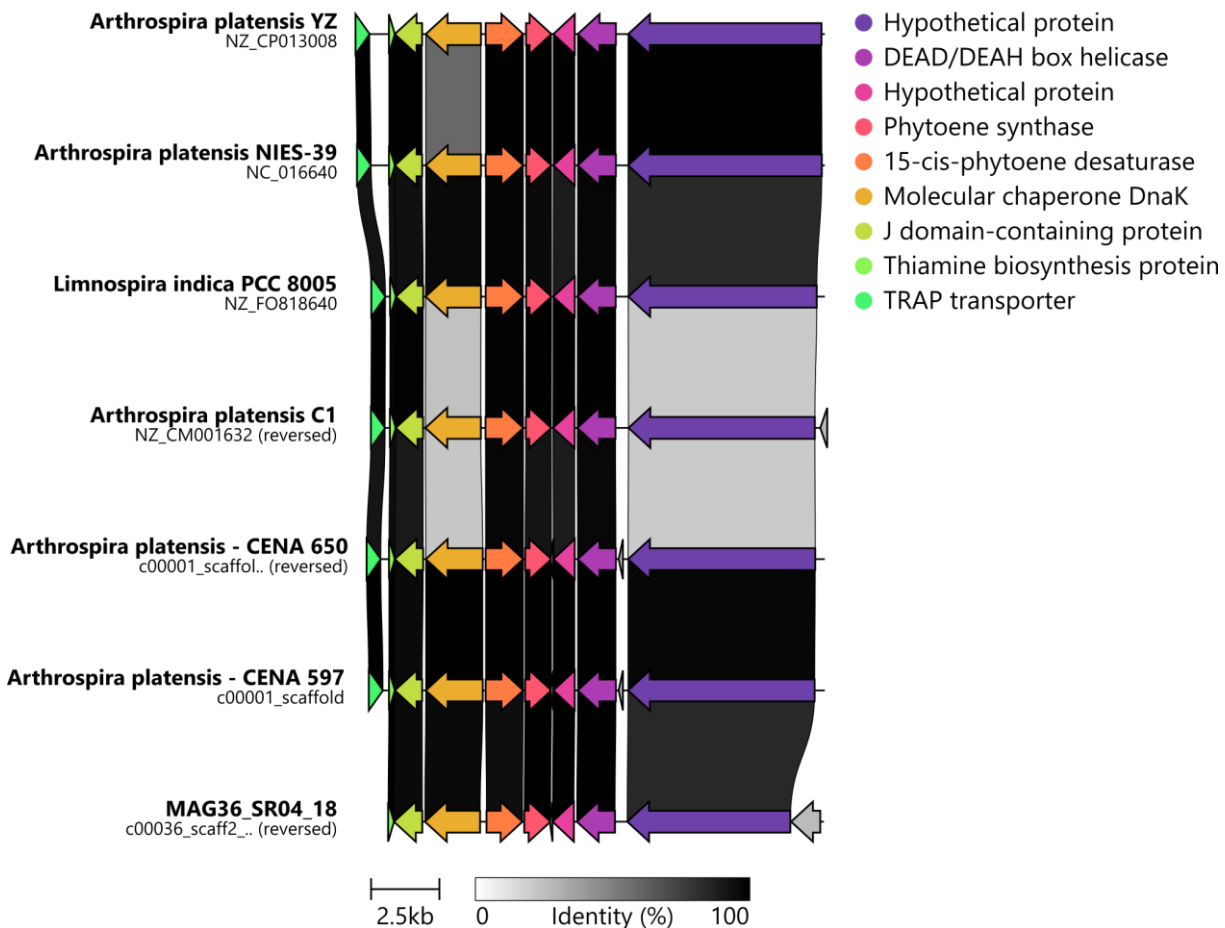 Arthrospira platensis YZ
NZ_CP013008
Arthrospira platensis NIES-39
NC_016640
Limnospira indica PCC 8005
NZ_FO818640
Arthrospira platensis C1
NZ_CM001632 (reversed)
Arthrospira platensis - CENA 650
c00001_scaffol.. (reversed)
Arthrospira platensis - CENA 597
c00001_scaffold
MAG36_SR04_18
c00036_scaff2_.. (reversed)
Hypothetical protein
DEAD/DEAH box helicase
Hypothetical protein
Phytoene synthase
15-cis-phytoene desaturase
Molecular chaperone DnaK
J domain-containing protein
Thiamine biosynthesis protein
TRAP transporter
2.5kb
0 Identity (%) 100